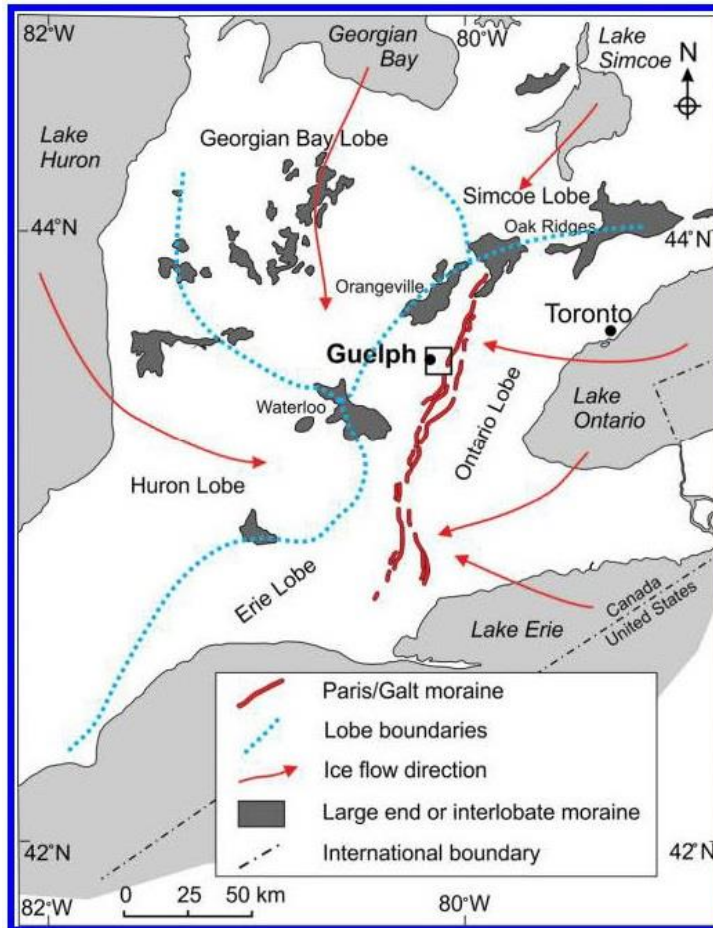 82°W
Georgian
Bay
80°W
Lake
Simcoe
N
Lake
Huron
Georgian Bay Lobe
Simcoe Lobe
44°N
Oak Ridges
44°N
Orangeville
Toronto
Guelph
Waterloo
Ontario Lobe
Lake
Ontario
Huron Lobe
Erie Lobe
Lake Erie
Canada
United States
Paris/Galt moraine
Lobe boundaries
Ice flow direction
Large end or interlobate moraine
International boundary
42°N
42°N
0 25 50 km
82°W
80°W